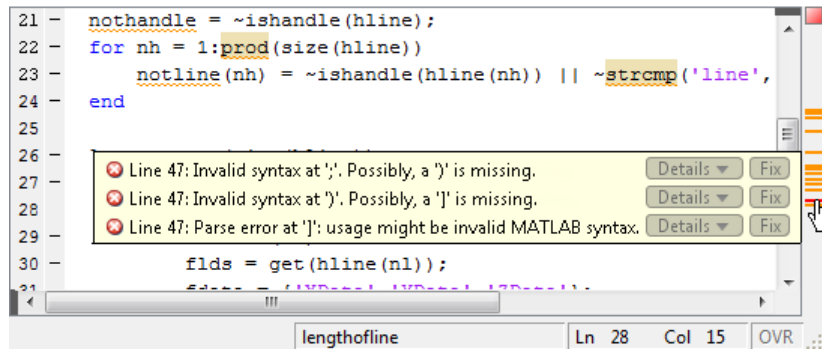 21 – nothandle = ~ishandle(hline);
22 – for nh = 1:prod(size(hline))
23 – notline(nh) = ~ishandle(hline(nh)) || ~strcmp('line',
24 – end
25
26 –
Line 47: Invalid syntax at ';'. Possibly, a ')' is missing. Details Fix
27 –
Line 47: Invalid syntax at ')'. Possibly, a ']' is missing. Details Fix
28
Line 47: Parse error at ']': usage might be invalid MATLAB syntax. Details Fix
29 –
30 – flds = get(hline(nl));
31
lengthofline Ln 28 Col 15 OVR